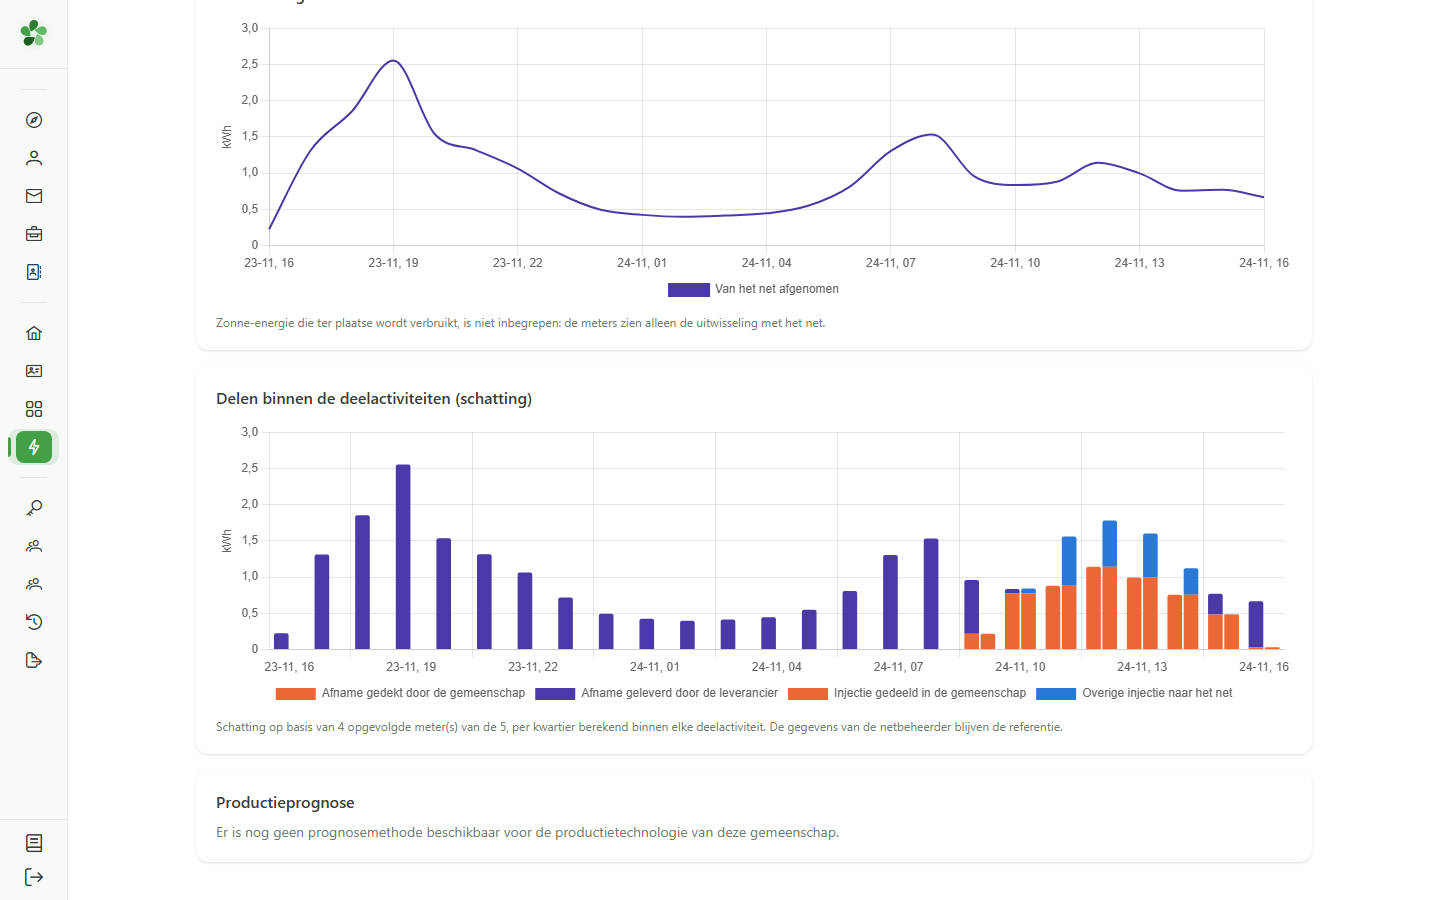 3,0
2,5
2,0
1,5
1,0
0,5
0
kWh
23-11, 16
23-11, 19
23-11, 22
24-11, 01
24-11, 04
24-11, 07
24-11, 10
24-11, 13
24-11, 16
Van het net afgenomen
Zonne-energie die ter plaatse wordt verbruikt, is niet inbegrepen: de meters zien alleen de uitwisseling met het net.
Delen binnen de deelactiviteiten (schatting)
3,0
2,5
2,0
1,5
1,0
0,5
0
kWh
23-11, 16
23-11, 19
23-11, 22
24-11, 01
24-11, 04
24-11, 07
24-11, 10
24-11, 13
24-11, 16
Afname gedekt door de gemeenschap
Afname geleverd door de leverancier
Injectie gedeeld in de gemeenschap
Overige injectie naar het net
Schatting op basis van 4 opgevolgde meter(s) van de 5, per kwartier berekend binnen elke deelactiviteit. De gegevens van de netbeheerder blijven de referentie.
Productieprognose
Er is nog geen prognosemethode beschikbaar voor de productietechnologie van deze gemeenschap.